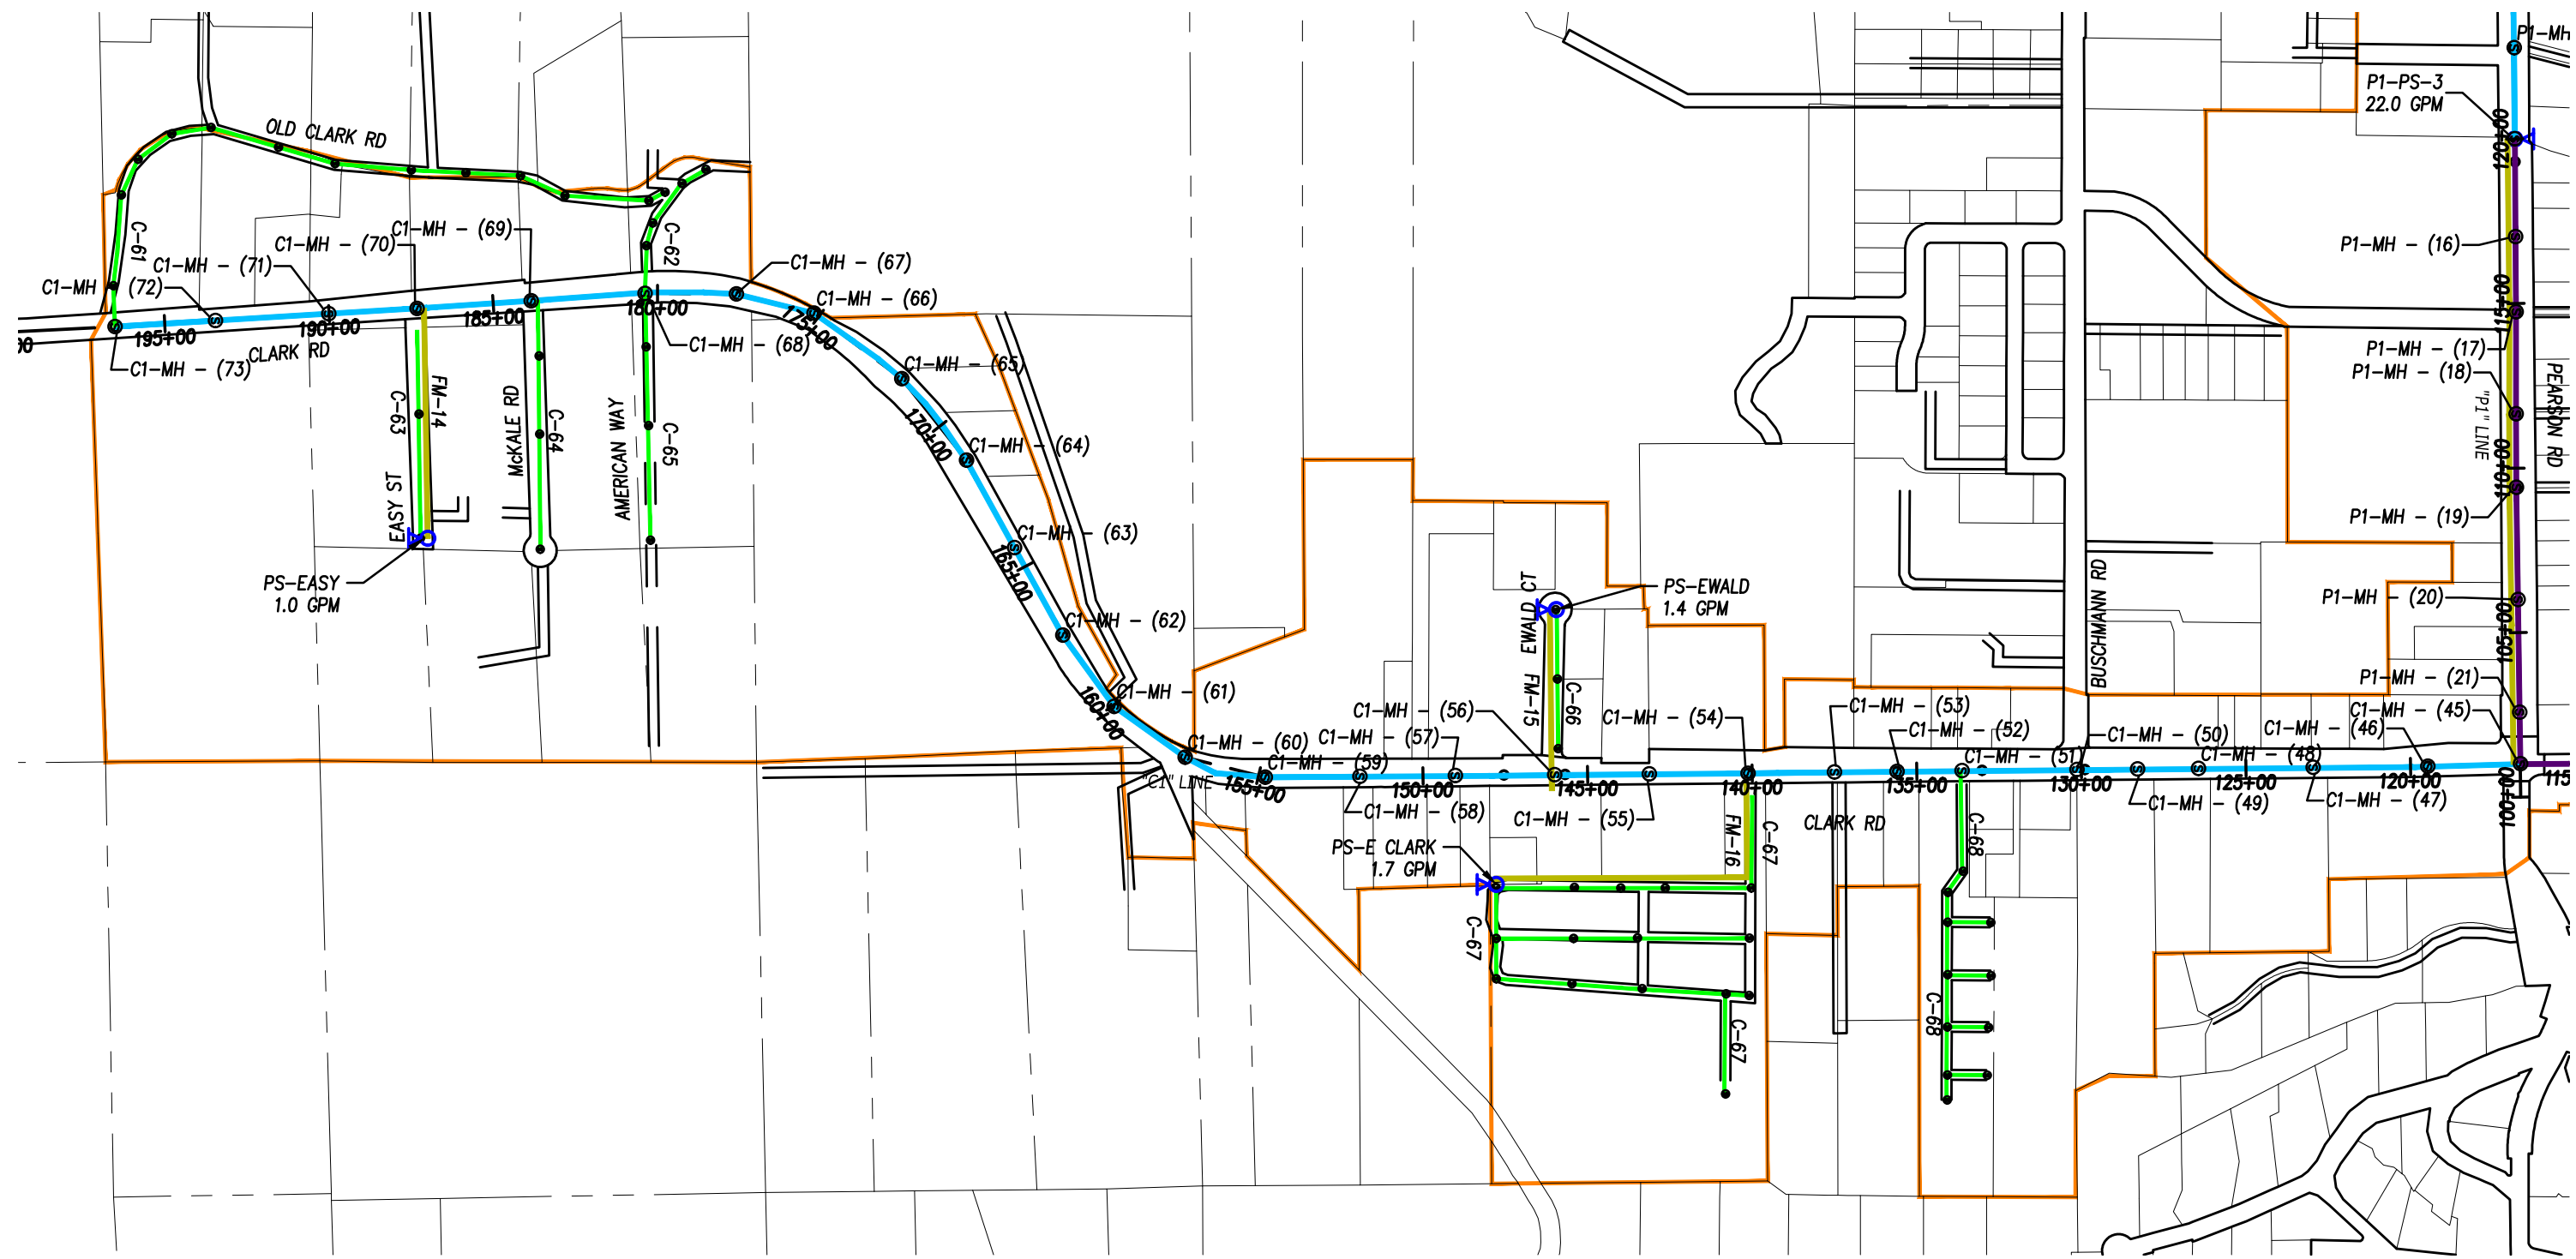 P1-MH
P1-PS-3
22.0 GPM
120+00
OLD CLARK RD
C-61
C-62
C1-MH - (69)
C1-MH - (70)
C1-MH - (71)
C1-MH (72)
C1-MH - (67)
C1-MH - (66)
P1-MH - (16)
115+00
180+00
185+00
190+00
195+00
00
175+00
CLARK RD
C1-MH - (73)
C1-MH - (68)
C1-MH - (65)
P1-MH - (17)
P1-MH - (18)
PEARSON RD
"P1" LINE
FM-14
C-63
McKALE RD
C-64
AMERICAN WAY
C-65
170+00
C1-MH - (64)
110+00
EASY ST
P1-MH - (19)
C1-MH - (63)
165+00
PS-EASY
1.0 GPM
EWALD CT
PS-EWALD
1.4 GPM
BUSCHMANN RD
P1-MH - (20)
105+00
C1-MH - (62)
C1-MH - (61)
160+00
FM-15
C-66
P1-MH - (21)
C1-MH - (56)
C1-MH - (54)
C1-MH - (53)
C1-MH - (45)
C1-MH - (60)
C1-MH - (57)
C1-MH - (52)
C1-MH - (50)
C1-MH - (46)
C1-MH - (59)
C1-MH - (51)
C1-MH - (48)
"C1" LINE
155+00
150+00
145+00
140+00
135+00
130+00
125+00
120+00
115
100+00
C1-MH - (58)
C1-MH - (55)
C1-MH - (49)
C1-MH - (47)
CLARK RD
FM-16
C-67
C-68
PS-E CLARK
1.7 GPM
C-67
C-68
C-67